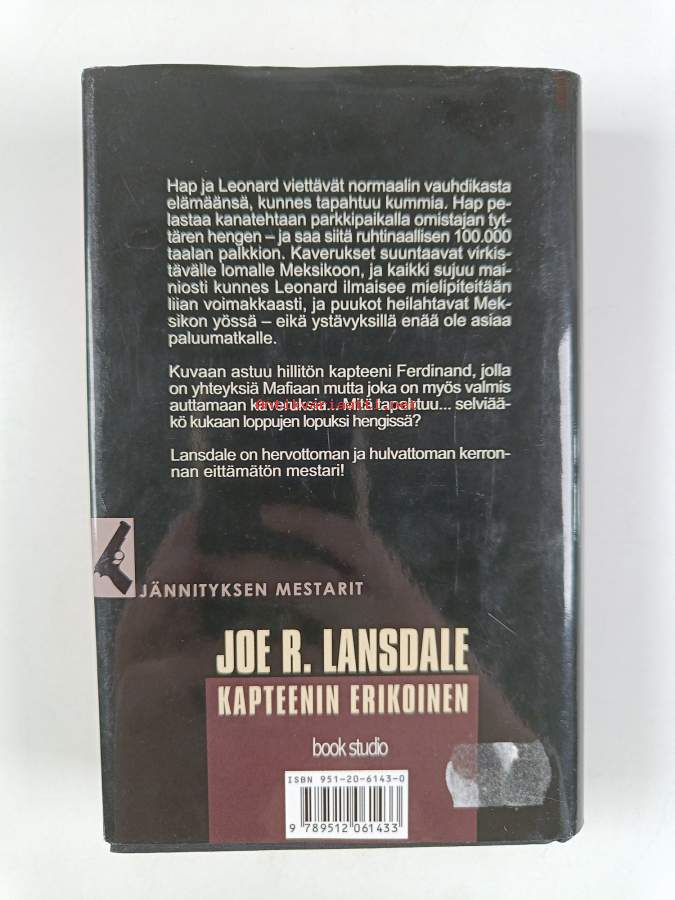 Hap ja Leonard viettävät normaalin vauhdikasta
elämäänsä, kunnes tapahtuu kummia. Hap pe-
lastaa kanatehtaan parkkipaikalla omistajan tyt-
tären hengen – ja saa siitä ruhtinaallisen 100.000
taalan palkkion. Kaverukset suuntaavat virkis-
tävälle lomalle Meksikoon, ja kaikki sujuu mai-
niosti kunnes Leonard ilmaisee mielipiteitään
liian voimakkaasti, ja puukot heilahtavat Mek-
sikon yössä – eikä ystävyksillä enää ole asiaa
paluumatkalle.
Kuvaan astuu hillitön kapteeni Ferdinand, jolla
on yhteyksiä Mafiaan mutta joka on myös valmis
auttamaan kaveruksia... Mitä tapahtuu... selviää-
kö kukaan loppujen lopuksi hengissä?
Lansdale on hervottoman ja hulvattoman kerron-
nan eittämätön mestari!
JÄNNITYKSEN MESTARIT
JOE R. LANSDALE
KAPTEENIN ERIKOINEN
book studio
ISBN 951-20-6143-0
9 789512 061433